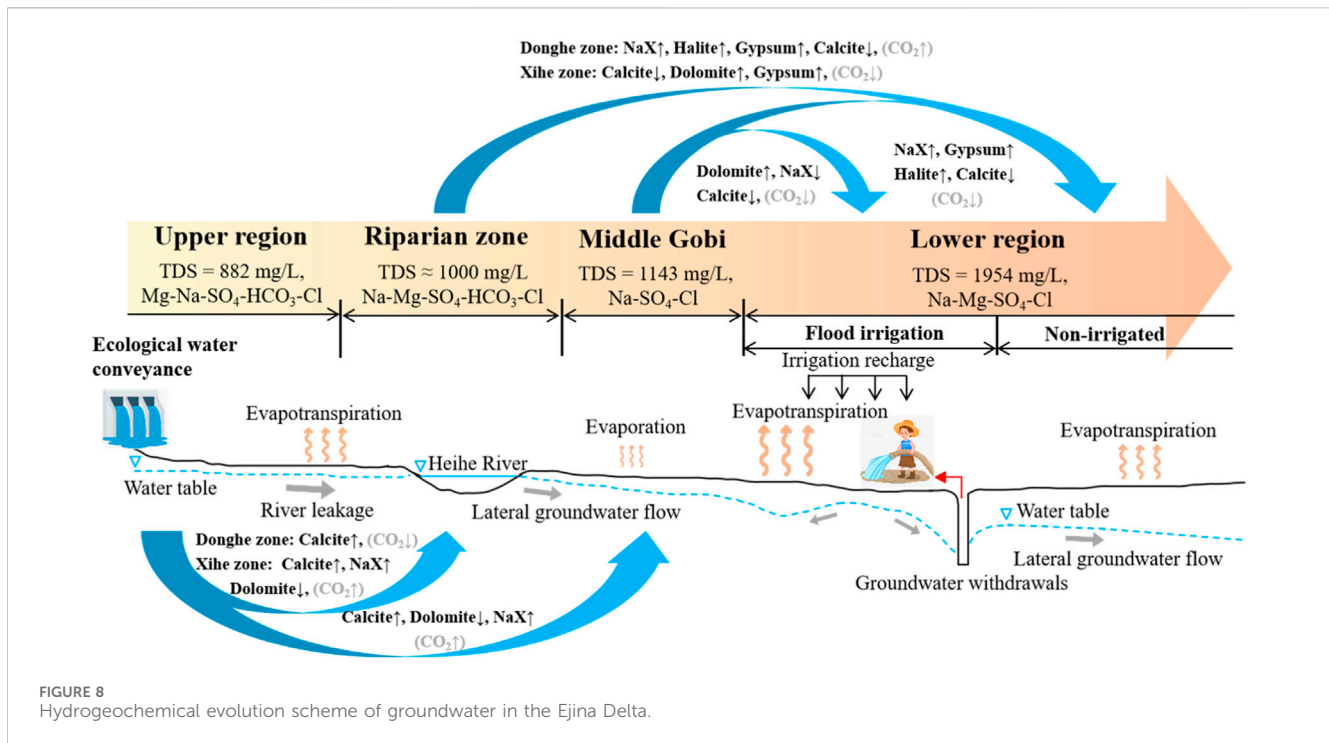 Donghe zone: NaX↑, Halite↑, Gypsum↑, Calcite↓, (CO₂↑)
Xihe zone: Calcite↓, Dolomite↑, Gypsum↑, (CO₂↓)
Dolomite↑, NaX↓
Calcite↓, (CO₂↓)
NaX↑, Gypsum↑
Halite↑, Calcite↓
(CO₂↓)
Upper region
TDS = 882 mg/L,
Mg-Na-SO₄-HCO₃-Cl
Riparian zone
TDS ≈ 1000 mg/L
Na-Mg-SO₄-HCO₃-Cl
Middle Gobi
TDS = 1143 mg/L,
Na-SO₄-Cl
Lower region
TDS = 1954 mg/L,
Na-Mg-SO₄-Cl
Flood irrigation
Non-irrigated
Ecological water
conveyance
Irrigation recharge
Evapotranspiration
Evaporation
Evapotranspiration
Evapotranspiration
Heihe River
Water table
River leakage
Lateral groundwater flow
Water table
Lateral groundwater flow
Groundwater withdrawals
Donghe zone: Calcite↑, (CO₂↓)
Xihe zone: Calcite↑, NaX↑
Dolomite↓, (CO₂↑)
Calcite↑, Dolomite↓, NaX↑
(CO₂↑)
FIGURE 8
Hydrogeochemical evolution scheme of groundwater in the Ejina Delta.